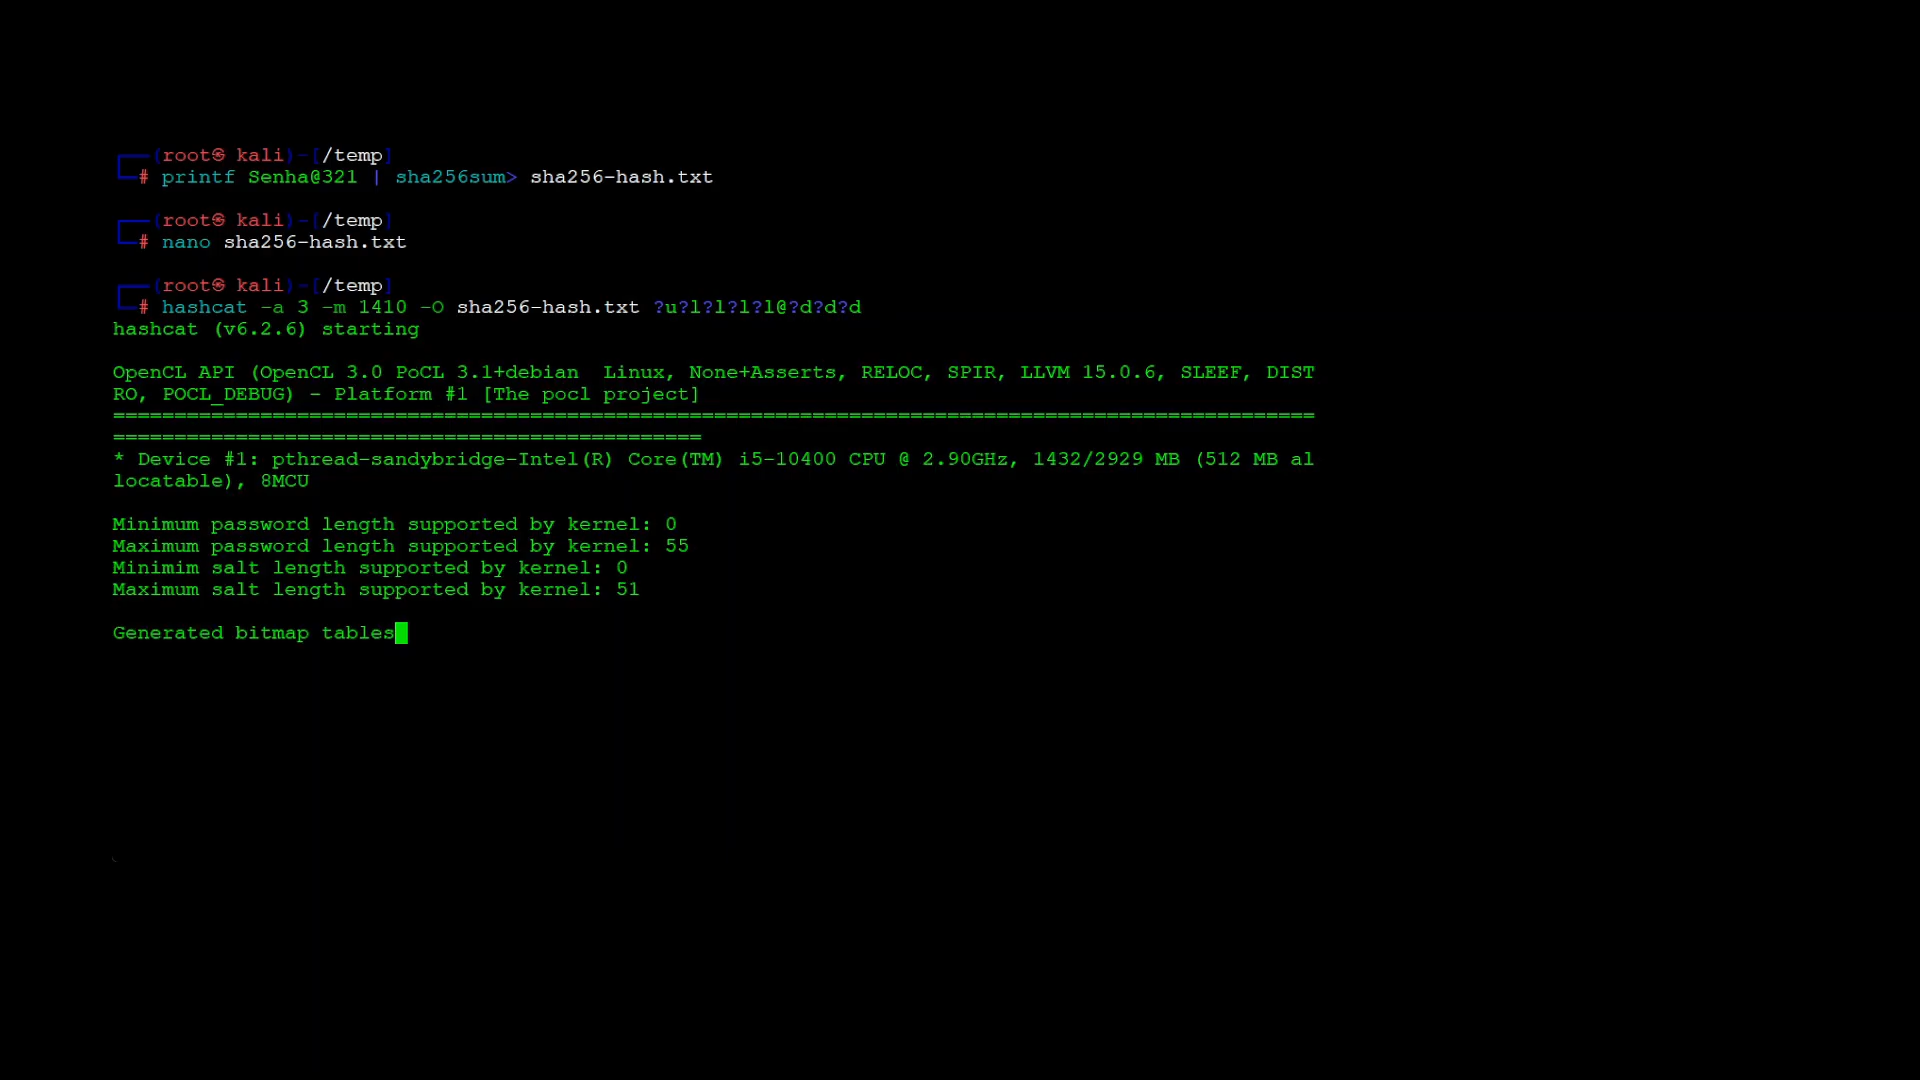 ┌──(root㉿ kali)-[/temp]
└─# printf Senha@321 | sha256sum> sha256-hash.txt
┌──(root㉿ kali)-[/temp]
└─# nano sha256-hash.txt
┌──(root㉿ kali)-[/temp]
└─# hashcat -a 3 -m 1410 -O sha256-hash.txt ?u?l?l?l?l@?d?d?d
hashcat (v6.2.6) starting
OpenCL API (OpenCL 3.0 PoCL 3.1+debian  Linux, None+Asserts, RELOC, SPIR, LLVM 15.0.6, SLEEF, DIST
RO, POCL_DEBUG) - Platform #1 [The pocl project]
==================================================================================================
================================================
* Device #1: pthread-sandybridge-Intel(R) Core(TM) i5-10400 CPU @ 2.90GHz, 1432/2929 MB (512 MB al
locatable), 8MCU
Minimum password length supported by kernel: 0
Maximum password length supported by kernel: 55
Minimim salt length supported by kernel: 0
Maximum salt length supported by kernel: 51
Generated bitmap tables